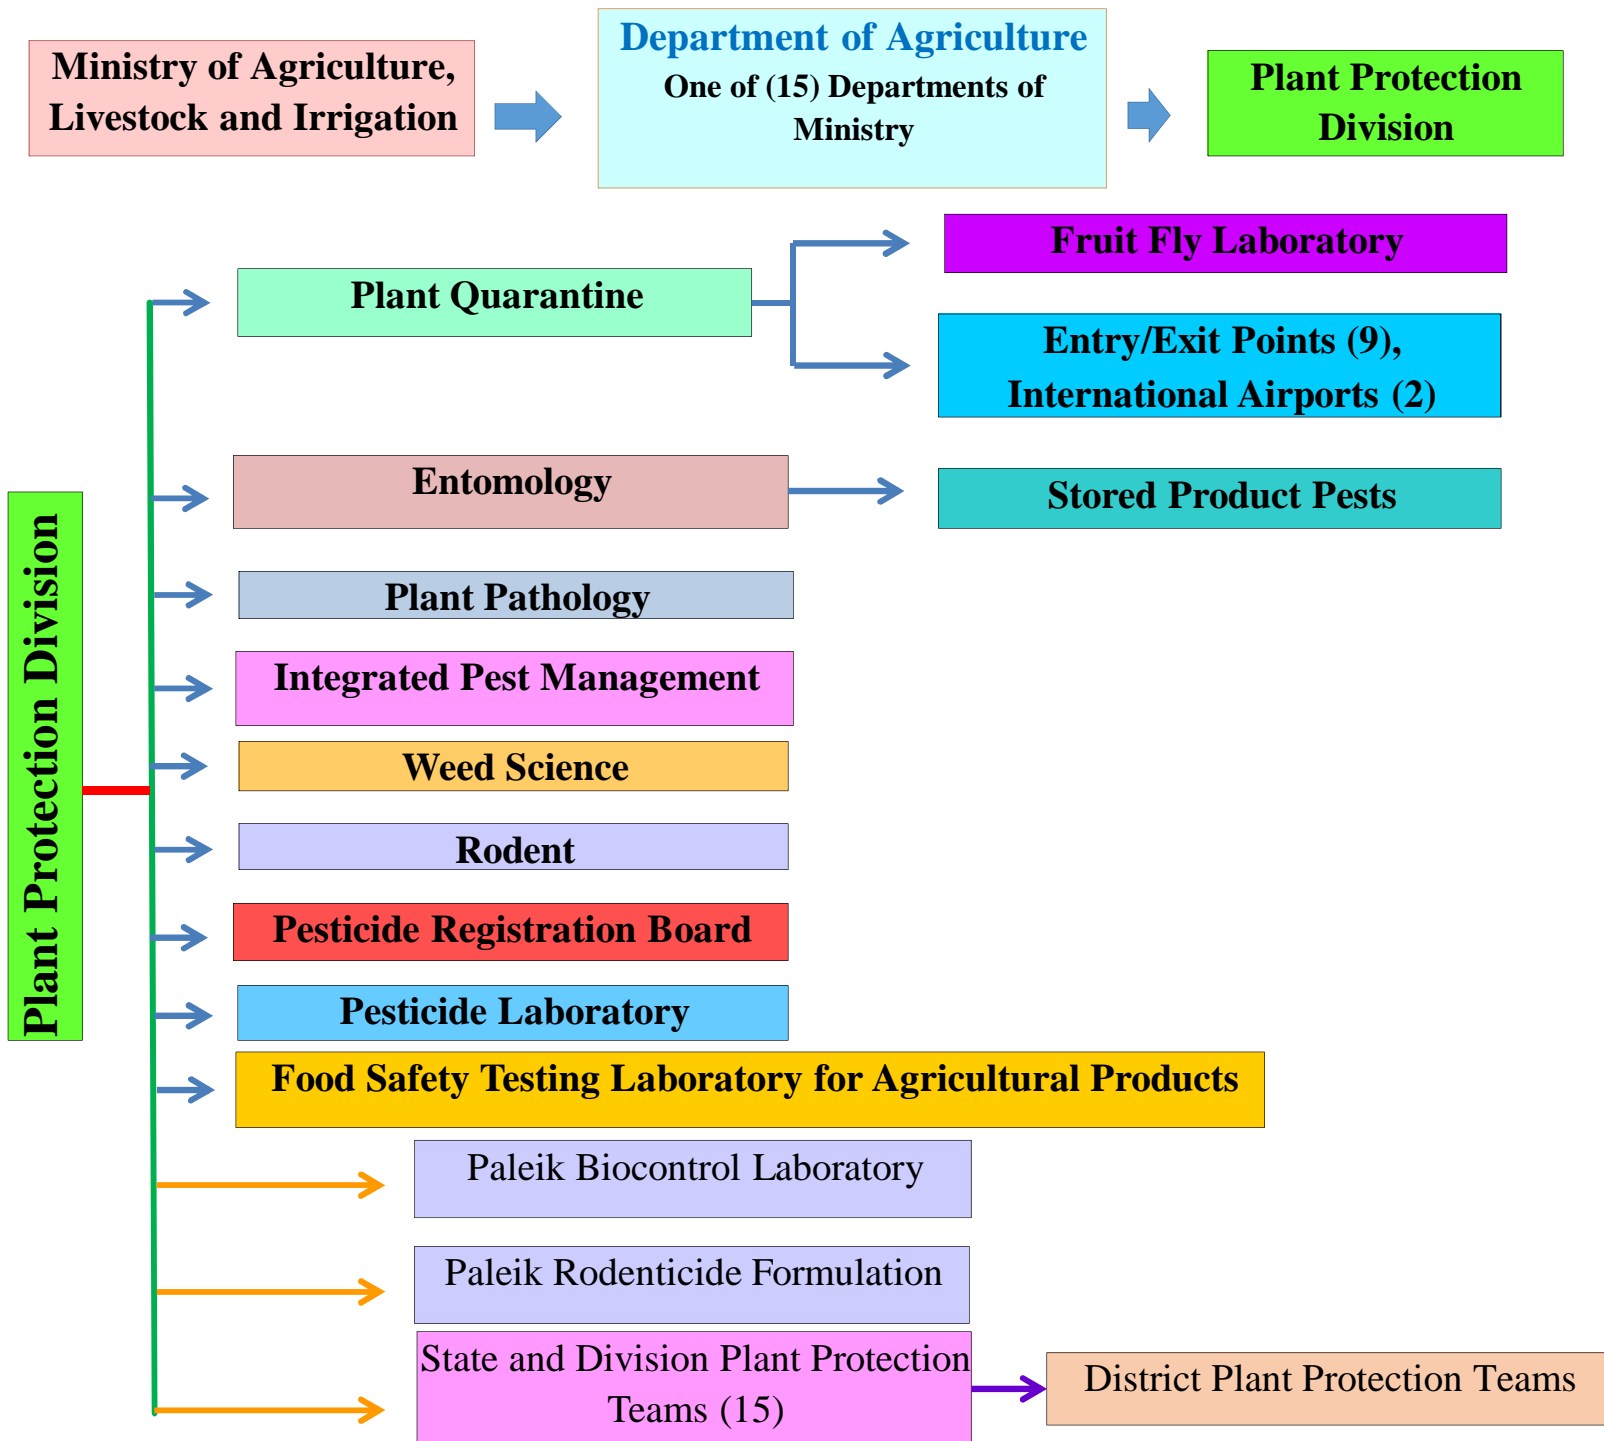 Ministry of Agriculture,
Livestock and Irrigation
Department of Agriculture
One of (15) Departments of
Ministry
Plant Protection
Division
Plant Protection Division
Plant Quarantine
Fruit Fly Laboratory
Entry/Exit Points (9),
International Airports (2)
Entomology
Stored Product Pests
Plant Pathology
Integrated Pest Management
Weed Science
Rodent
Pesticide Registration Board
Pesticide Laboratory
Food Safety Testing Laboratory for Agricultural Products
Paleik Biocontrol Laboratory
Paleik Rodenticide Formulation
State and Division Plant Protection
Teams (15)
District Plant Protection Teams